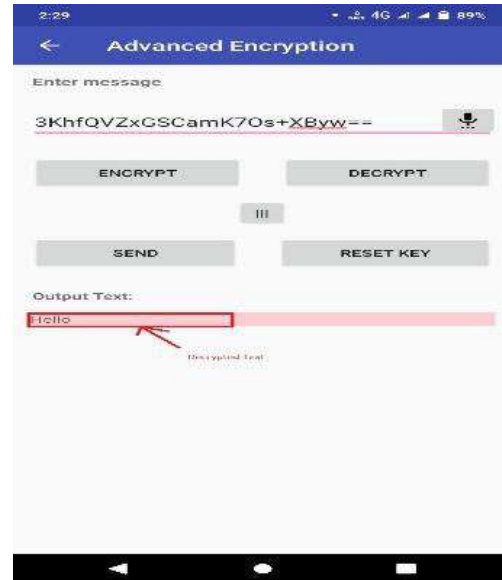 2:29 4G 89%
Advanced Encryption
Enter message
3KhfQVZxGSCamK7Os+XByw==
ENCRYPT DECRYPT
III
SEND RESET KEY
Output Text:
Hello
Decrypted Text